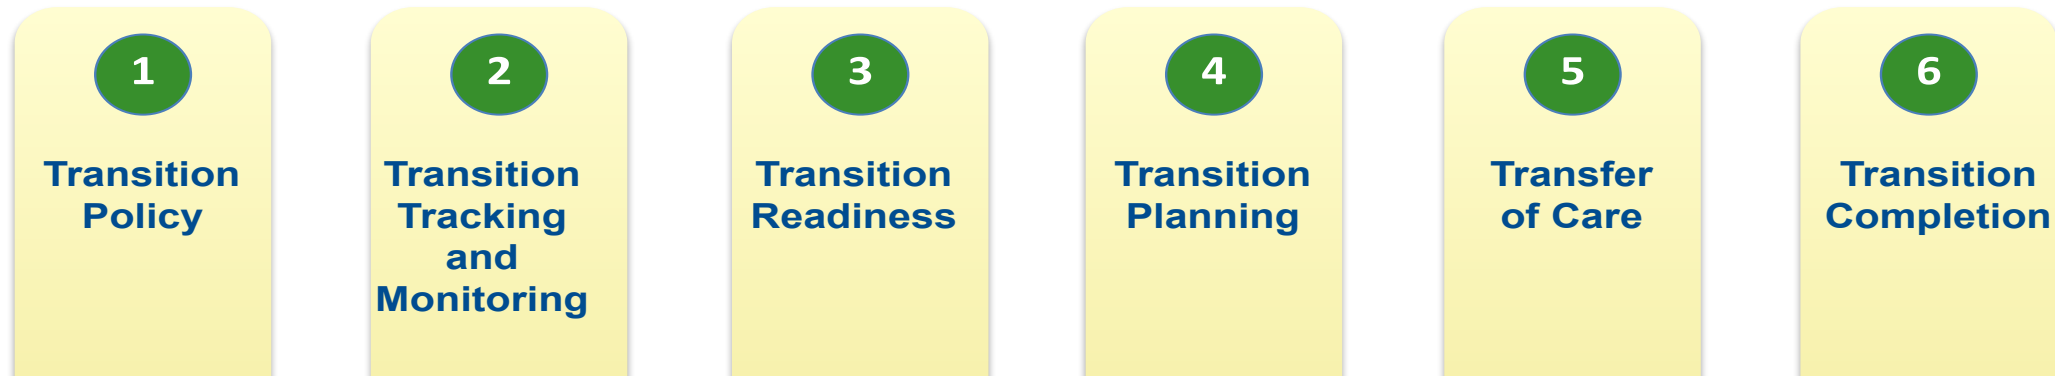 1
Transition
Policy
2
Transition
Tracking
and
Monitoring
3
Transition
Readiness
4
Transition
Planning
5
Transfer
of Care
6
Transition
Completion